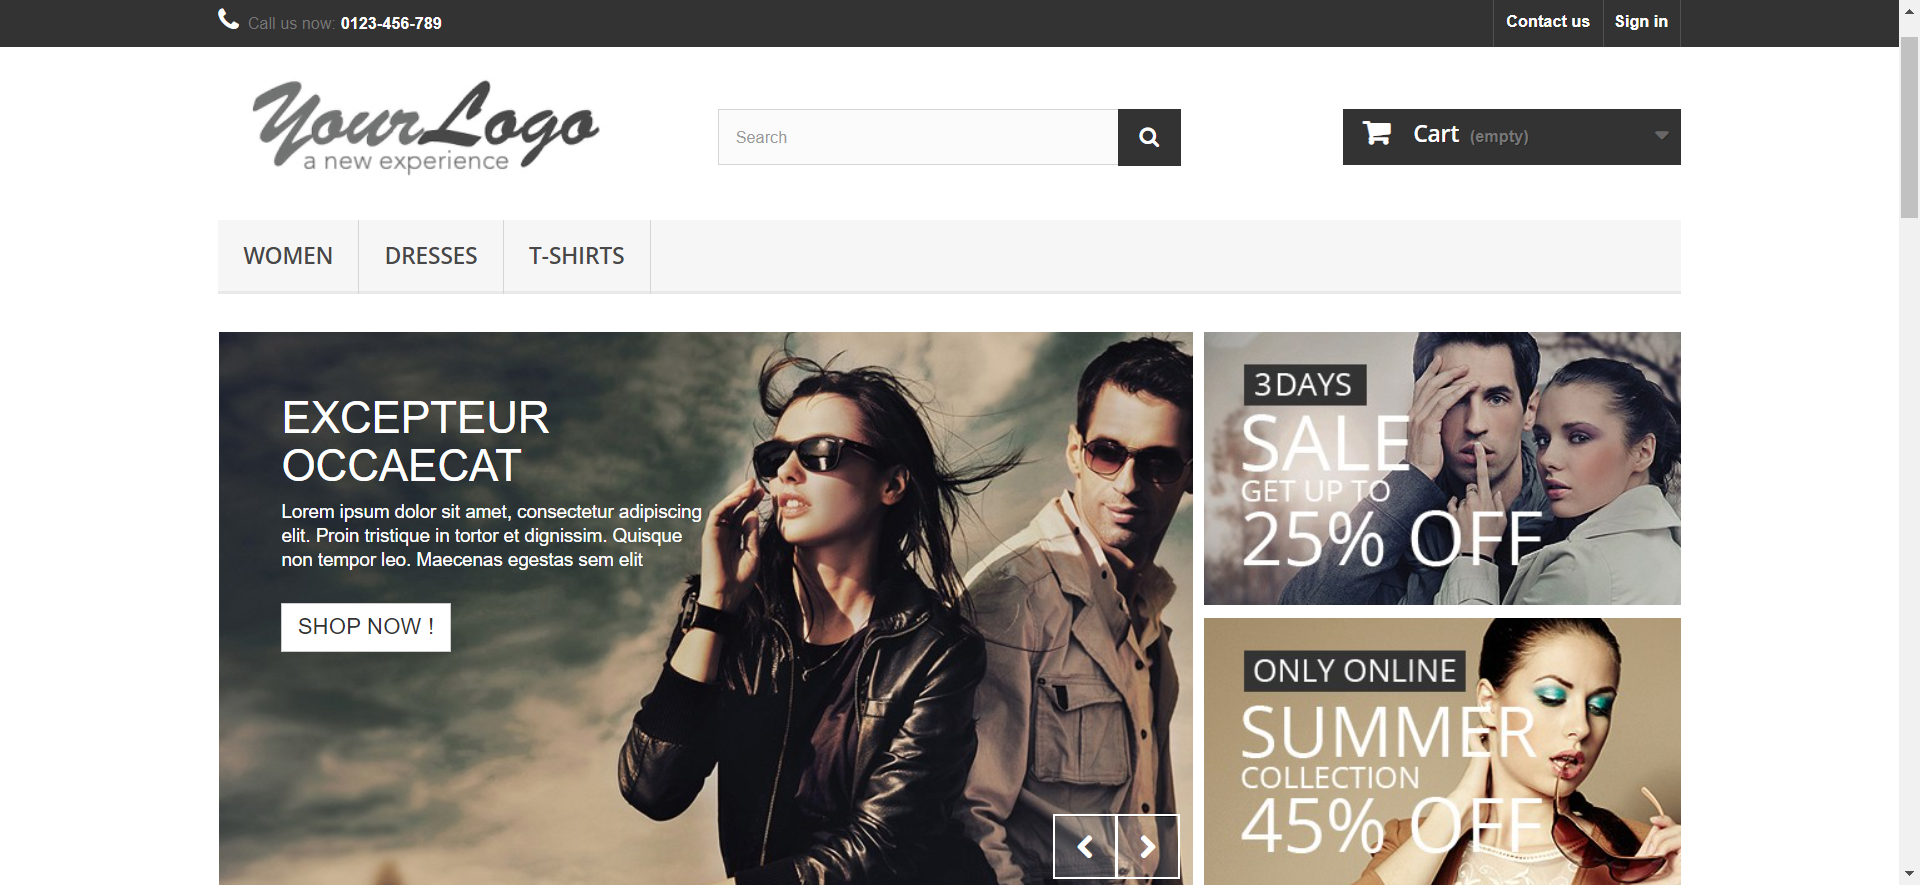 Call us now: 0123-456-789
Contact us
Sign in
YourLogo
a new experience
Search
Cart (empty)
WOMEN
DRESSES
T-SHIRTS
EXCEPTEUR
OCCAECAT
Lorem ipsum dolor sit amet, consectetur adipiscing
elit. Proin tristique in tortor et dignissim. Quisque
non tempor leo. Maecenas egestas sem elit
SHOP NOW !
3 DAYS
SALE
GET UP TO
25% OFF
ONLY ONLINE
SUMMER
COLLECTION
45% OFF